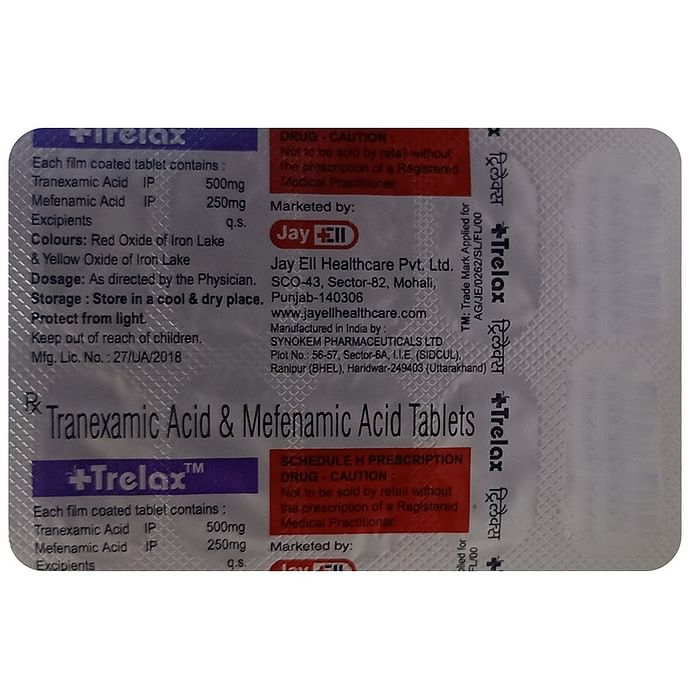 +Trelax
Each film coated tablet contains :
Tranexamic Acid IP 500mg
Mefenamic Acid IP 250mg
Excipients q.s.
Colours: Red Oxide of Iron Lake
& Yellow Oxide of Iron Lake
Dosage: As directed by the Physician.
Storage : Store in a cool & dry place.
Protect from light.
Keep out of reach of children.
Mfg. Lic. No. : 27/UA/2018
DRUG - CAUTION :
Not to be sold by retail without
the prescription of a Registered
Medical Practitioner
Marketed by:
Jay Ell
Jay Ell Healthcare Pvt. Ltd.
SCO-43, Sector-82, Mohali,
Punjab-140306
www.jayellhealthcare.com
Manufactured in India by :
SYNOKEM PHARMACEUTICALS LTD
Plot No.: 56-57, Sector-6A, I.I.E. (SIDCUL),
Ranipur (BHEL), Haridwar-249403 (Uttarakhand)
TM: Trade Mark Applied for
AG/JE/0262/SL/FL/00
x ट्रिलेक्स +Trelax ट्रिलेक्स +Trelax ट्रिलेक्स +
Rx Tranexamic Acid & Mefenamic Acid Tablets
+Trelax™
Each film coated tablet contains :
Tranexamic Acid IP 500mg
Mefenamic Acid IP 250mg
Excipients q.s.
SCHEDULE H PRESCRIPTION
DRUG - CAUTION :
Not to be sold by retail without
the prescription of a Registered
Medical Practitioner
Marketed by:
Jay Ell
plied for
FL/00